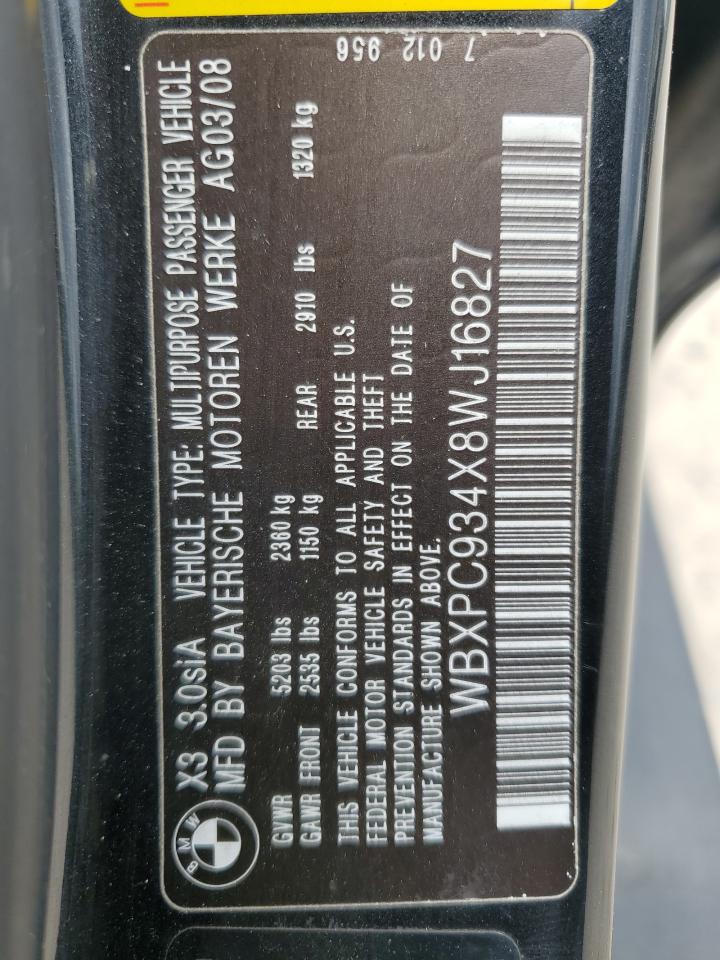 BMW
X3 3.0siA VEHICLE TYPE: MULTIPURPOSE PASSENGER VEHICLE
MFD BY BAYERISCHE MOTOREN WERKE AG03/08
GVWR 5203 lbs 2360 kg
GAWR FRONT 2535 lbs 1150 kg REAR 2910 lbs 1320 kg
THIS VEHICLE CONFORMS TO ALL APPLICABLE U.S.
FEDERAL MOTOR VEHICLE SAFETY AND THEFT
PREVENTION STANDARDS IN EFFECT ON THE DATE OF
MANUFACTURE SHOWN ABOVE.
WBXPC934X8WJ16827
7 012 956